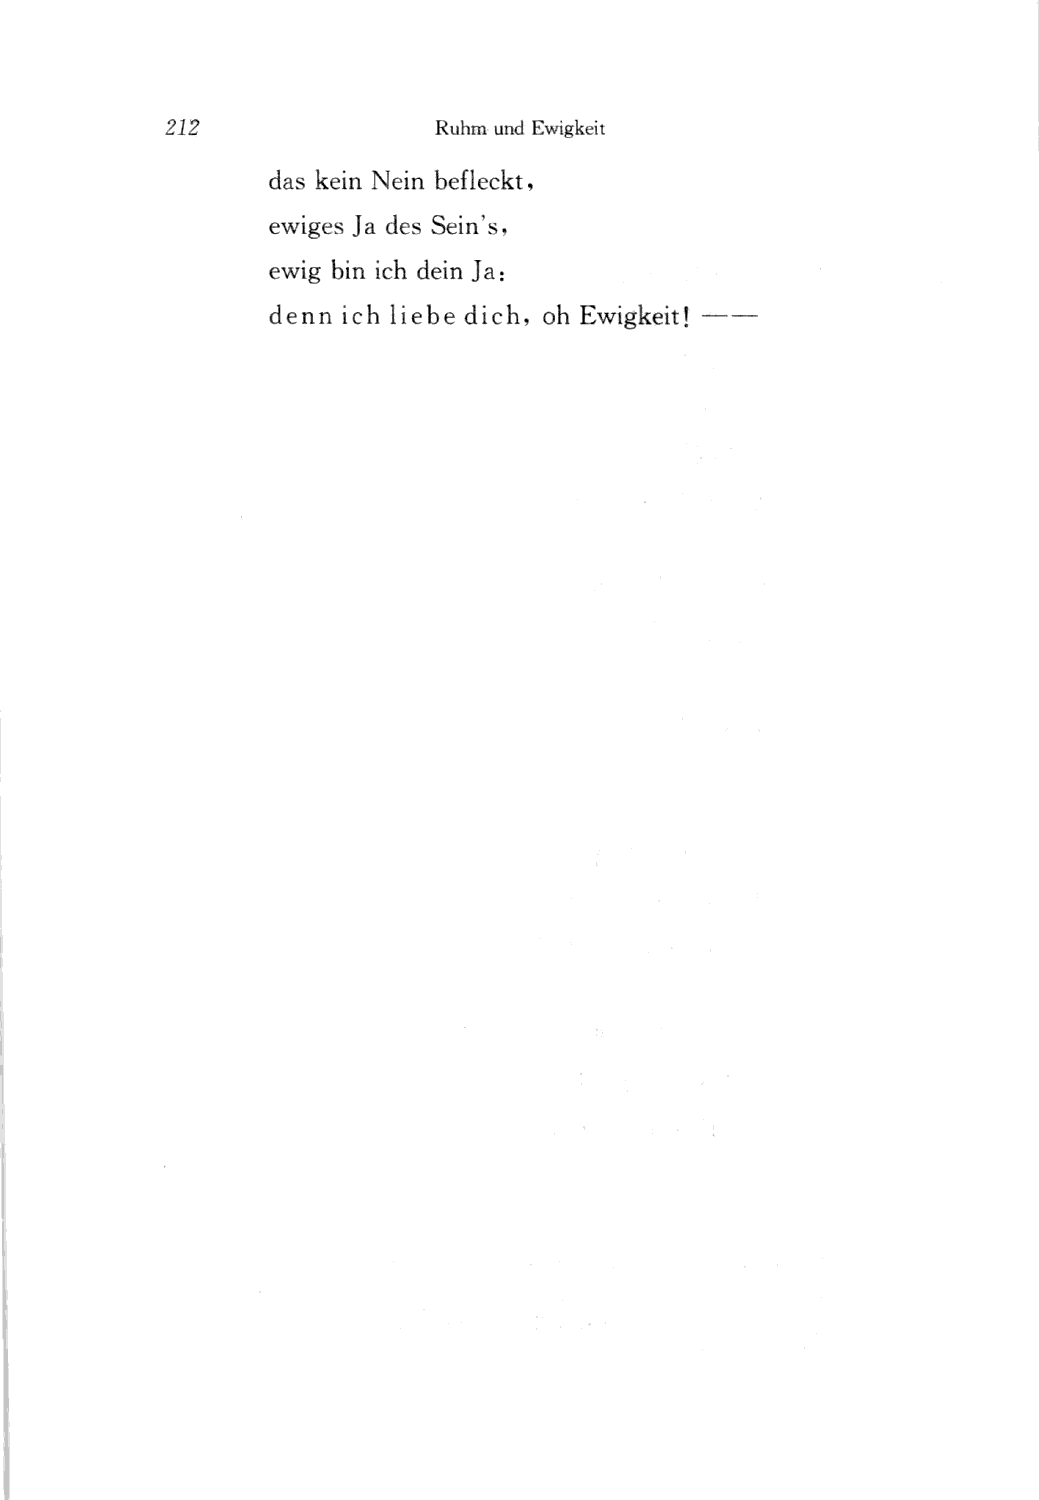 212 Ruhm und Ewigkeit
das kein Nein befleckt,
ewiges Ja des Sein's,
ewig bin ich dein Ja:
denn ich liebe dich, oh Ewigkeit! ——